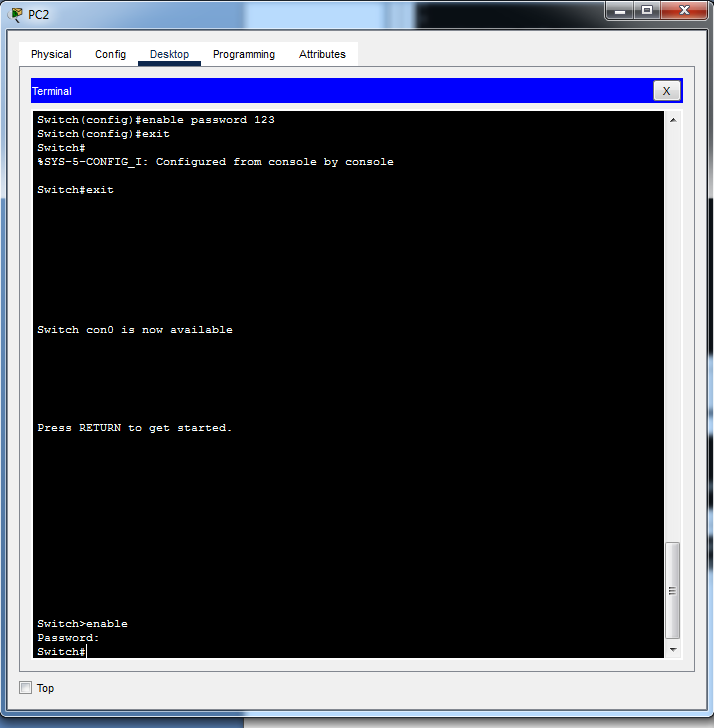 PC2
Physical Config Desktop Programming Attributes
Terminal X
Switch(config)#enable password 123
Switch(config)#exit
Switch#
%SYS-5-CONFIG_I: Configured from console by console
Switch#exit
Switch con0 is now available
Press RETURN to get started.
Switch>enable
Password:
Switch#
Top